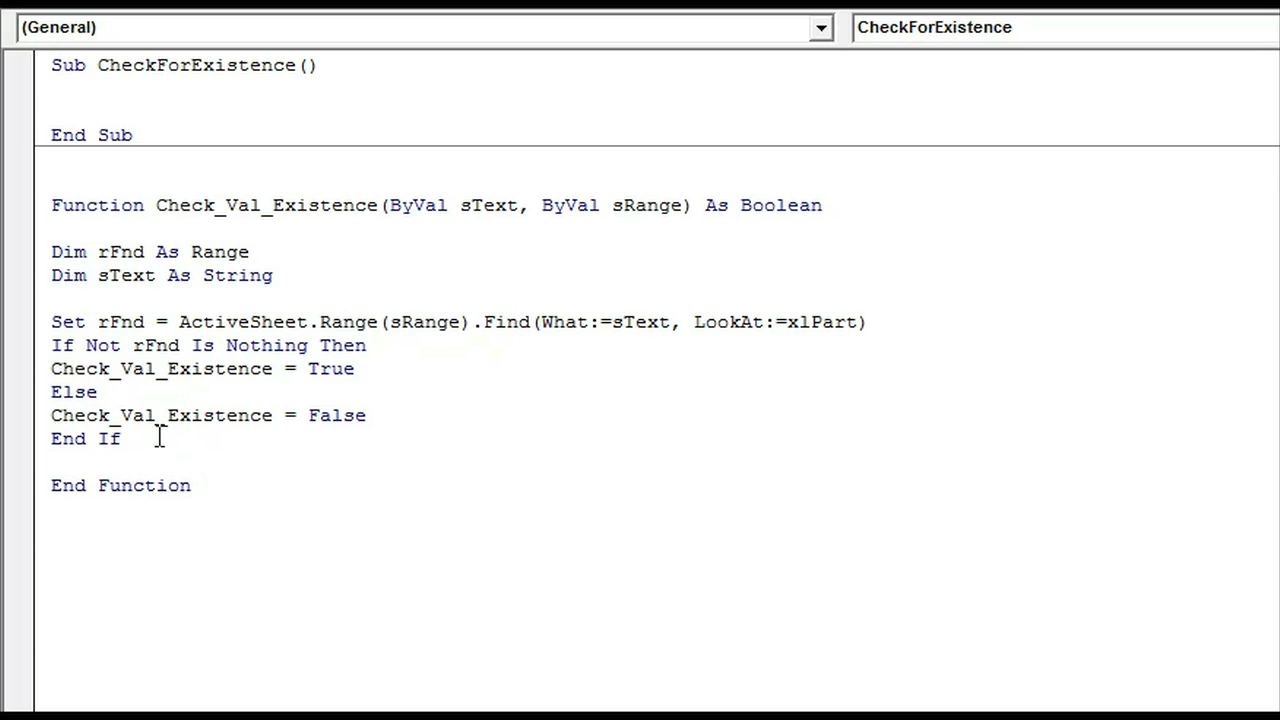 (General)
CheckForExistence
Sub CheckForExistence()
End Sub
Function Check_Val_Existence(ByVal sText, ByVal sRange) As Boolean
Dim rFnd As Range
Dim sText As String
Set rFnd = ActiveSheet.Range(sRange).Find(What:=sText, LookAt:=xlPart)
If Not rFnd Is Nothing Then
Check_Val_Existence = True
Else
Check_Val_Existence = False
End If
End Function